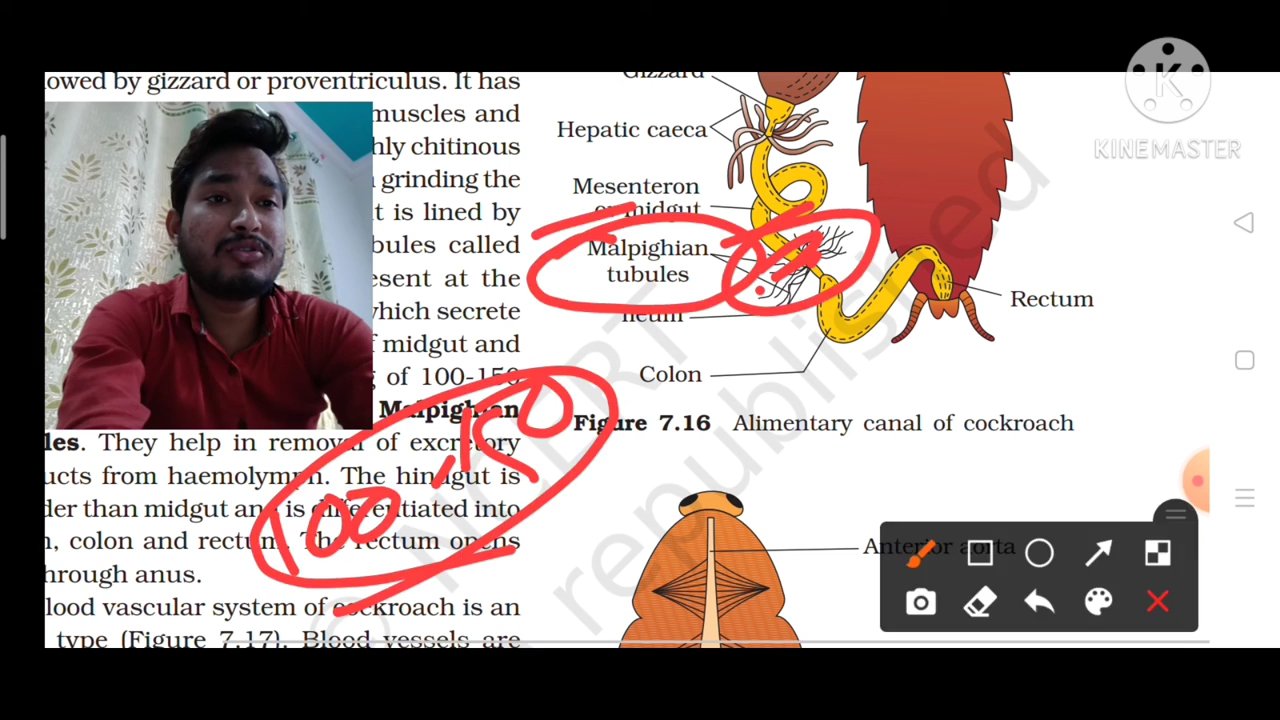 lowed by gizzard or proventriculus. It has
muscles and
hly chitinous
grinding the
t is lined by
bules called
esent at the
which secrete
f midgut and
g of 100-150
Malpighian
les. They help in removal of excretory
ucts from haemolymph. The hindgut is
der than midgut and is differentiated into
n, colon and rectum. The rectum opens
hrough anus.
lood vascular system of cockroach is an
type (Figure 7.17). Blood vessels are
100-150
Gizzard
Hepatic caeca
Mesenteron
or midgut
Malpighian
tubules
Ileum
Colon
Rectum
Figure 7.16 Alimentary canal of cockroach
Anterior aorta
© NCERT
republished
K
KINEMASTER